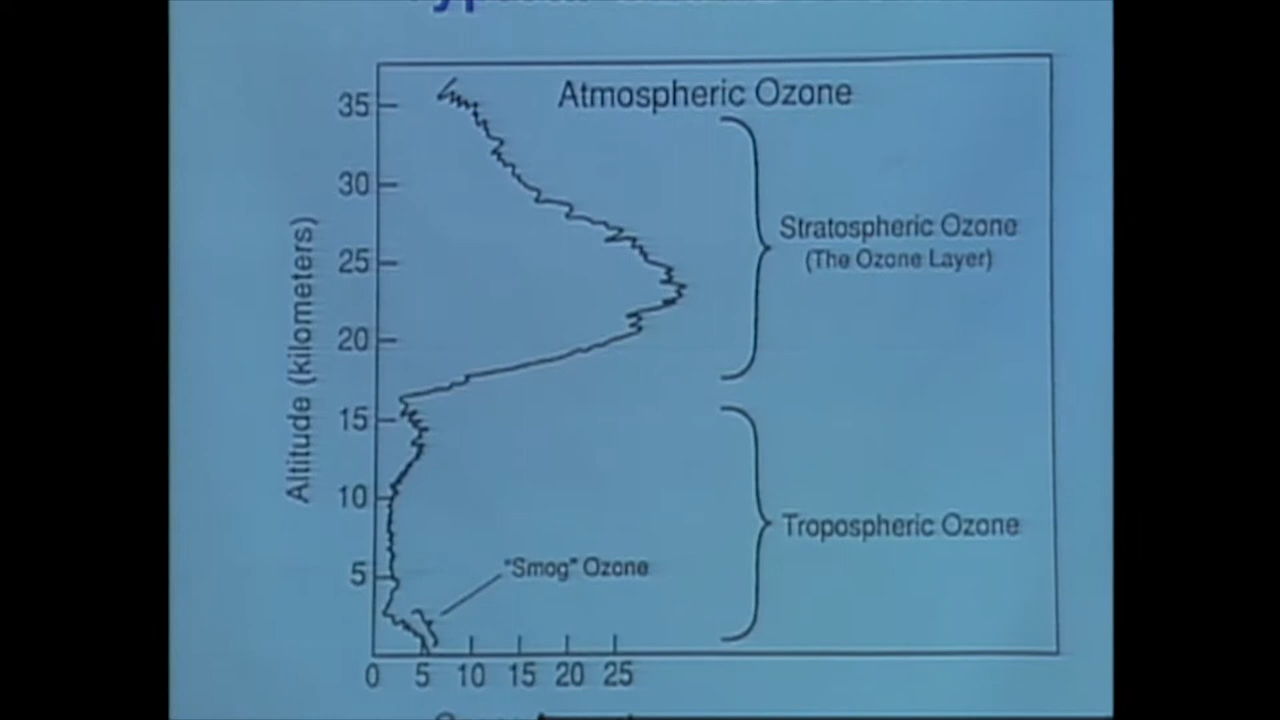 Atmospheric Ozone
35
30
Stratospheric Ozone
(The Ozone Layer)
25
20
15
10
Altitude (kilometers)
Tropospheric Ozone
"Smog" Ozone
5
0 5 10 15 20 25